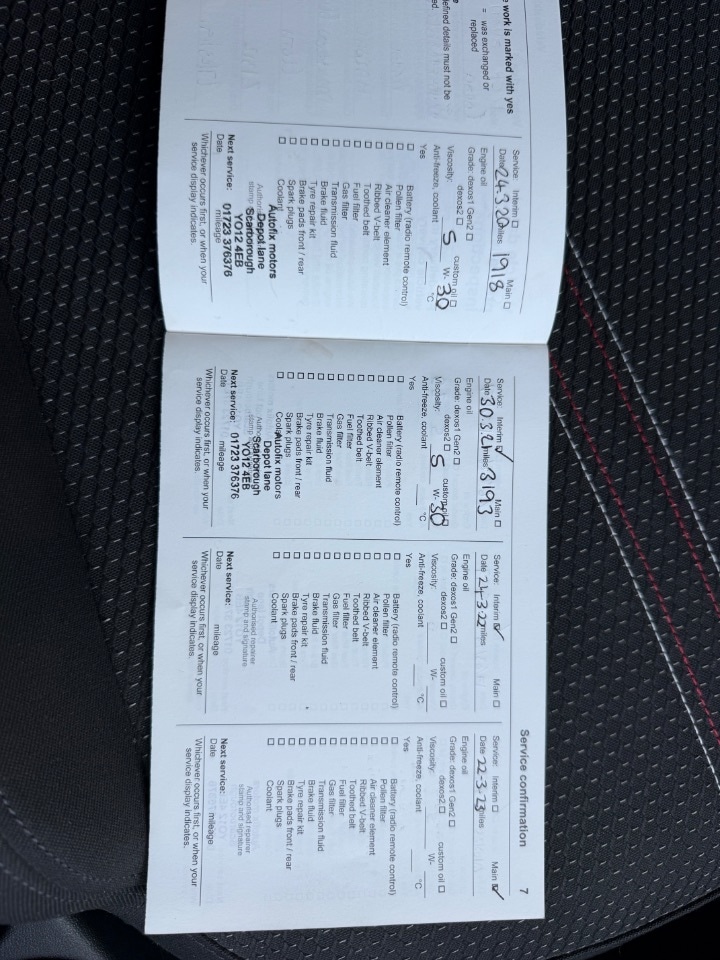 work is marked with yes
= was exchanged or
replaced
efined details must not be
ed.
Service confirmation 7
Service: Interim ☐ Main ☐
Date 24.3.20 miles 1918
Engine oil
Grade: dexos1 Gen2 ☐
dexos2 ☐ custom oil ☐
Viscosity: 5 W- 30
Anti-freeze, coolant °C
Yes
☐ Battery (radio remote control)
☐ Pollen filter
☐ Air cleaner element
☐ Ribbed V-belt
☐ Toothed belt
☐ Fuel filter
☐ Gas filter
☐ Transmission fluid
☐ Brake fluid
☐ Tyre repair kit
☐ Brake pads front / rear
☐ Spark plugs
☐ Coolant
Autofix motors
Depot lane
Scarborough
YO12 4EB
01723 376376
Next service:
Date mileage
Whichever occurs first, or when your
service display indicates.
Service: Interim ☑ Main ☐
Date 30.3.21 miles 3193
Engine oil
Grade: dexos1 Gen2 ☐
dexos2 ☐ custom oil ☐
Viscosity: 5 W- 30
Anti-freeze, coolant °C
Yes
☐ Battery (radio remote control)
☐ Pollen filter
☐ Air cleaner element
☐ Ribbed V-belt
☐ Toothed belt
☐ Fuel filter
☐ Gas filter
☐ Transmission fluid
☐ Brake fluid
☐ Tyre repair kit
☐ Brake pads front / rear
☐ Spark plugs
☐ Coolant
Autofix motors
Depot lane
Scarborough
YO12 4EB
01723 376376
Next service:
Date mileage
Whichever occurs first, or when your
service display indicates.
Service: Interim ☑ Main ☐
Date 24-3-22 miles
Engine oil
Grade: dexos1 Gen2 ☐
dexos2 ☐ custom oil ☐
Viscosity: W-
Anti-freeze, coolant °C
Yes
☐ Battery (radio remote control)
☐ Pollen filter
☐ Air cleaner element
☐ Ribbed V-belt
☐ Toothed belt
☐ Fuel filter
☐ Gas filter
☐ Transmission fluid
☐ Brake fluid
☐ Tyre repair kit
☐ Brake pads front / rear
☐ Spark plugs
☐ Coolant
Authorised repairer
stamp and signature
Next service:
Date mileage
Whichever occurs first, or when your
service display indicates.
Service: Interim ☐ Main ☑
Date 22-3-23 miles
Engine oil
Grade: dexos1 Gen2 ☐
dexos2 ☐ custom oil ☐
Viscosity: W-
Anti-freeze, coolant °C
Yes
☐ Battery (radio remote control)
☐ Pollen filter
☐ Air cleaner element
☐ Ribbed V-belt
☐ Toothed belt
☐ Fuel filter
☐ Gas filter
☐ Transmission fluid
☐ Brake fluid
☐ Tyre repair kit
☐ Brake pads front / rear
☐ Spark plugs
☐ Coolant
Authorised repairer
stamp and signature
Next service:
Date mileage
Whichever occurs first, or when your
service display indicates.